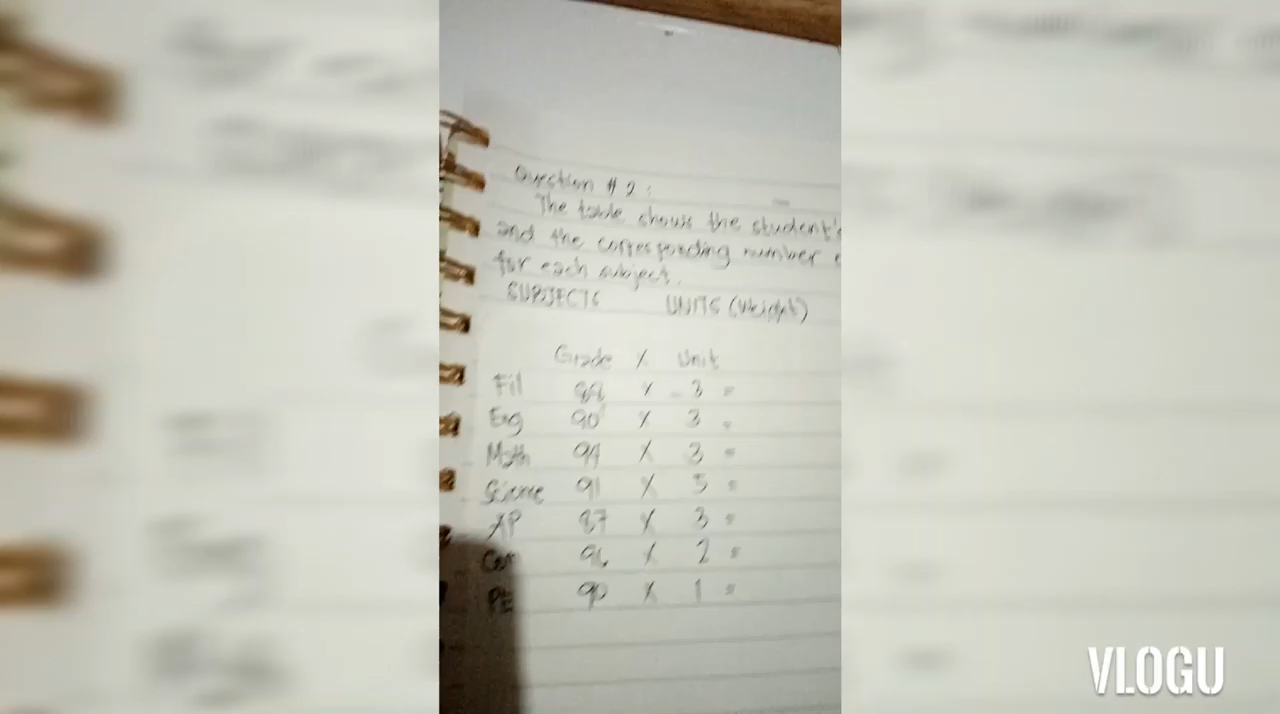 Question # 2 :
The table shows the student's
and the corresponding number
for each subject.
SUBJECTS UNITS (Weight)
Grade X Unit
Fil 88 X 3 =
Eng 90 X 3 =
Math 94 X 3 =
Science 91 X 5 =
AP 87 X 3 =
96 X 2 =
PE 90 X 1 =
VLOGU